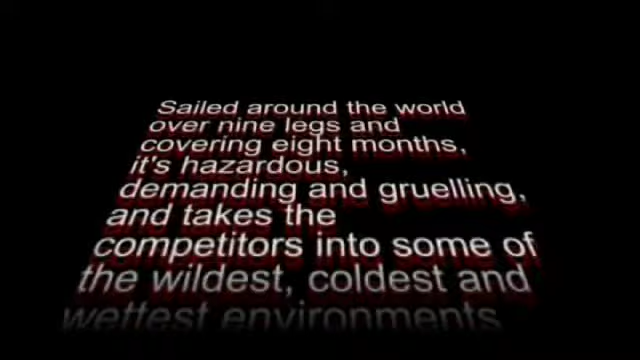 Sailed around the world
over nine legs and
covering eight months,
it's hazardous,
demanding and gruelling,
and takes the
competitors into some of
the wildest, coldest and
wettest environments